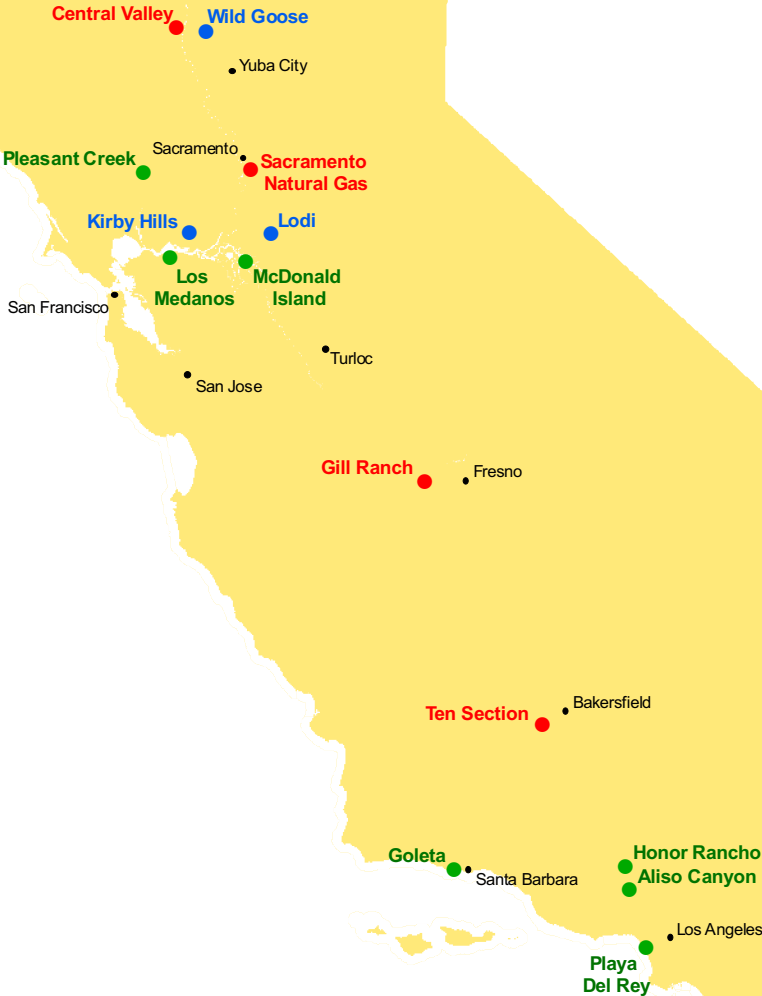 Central Valley
Wild Goose
Yuba City
Sacramento
Pleasant Creek
Sacramento
Natural Gas
Kirby Hills
Lodi
Los
Medanos
McDonald
Island
San Francisco
Turloc
San Jose
Gill Ranch
Fresno
Ten Section
Bakersfield
Goleta
Santa Barbara
Honor Rancho
Aliso Canyon
Los Angeles
Playa
Del Rey